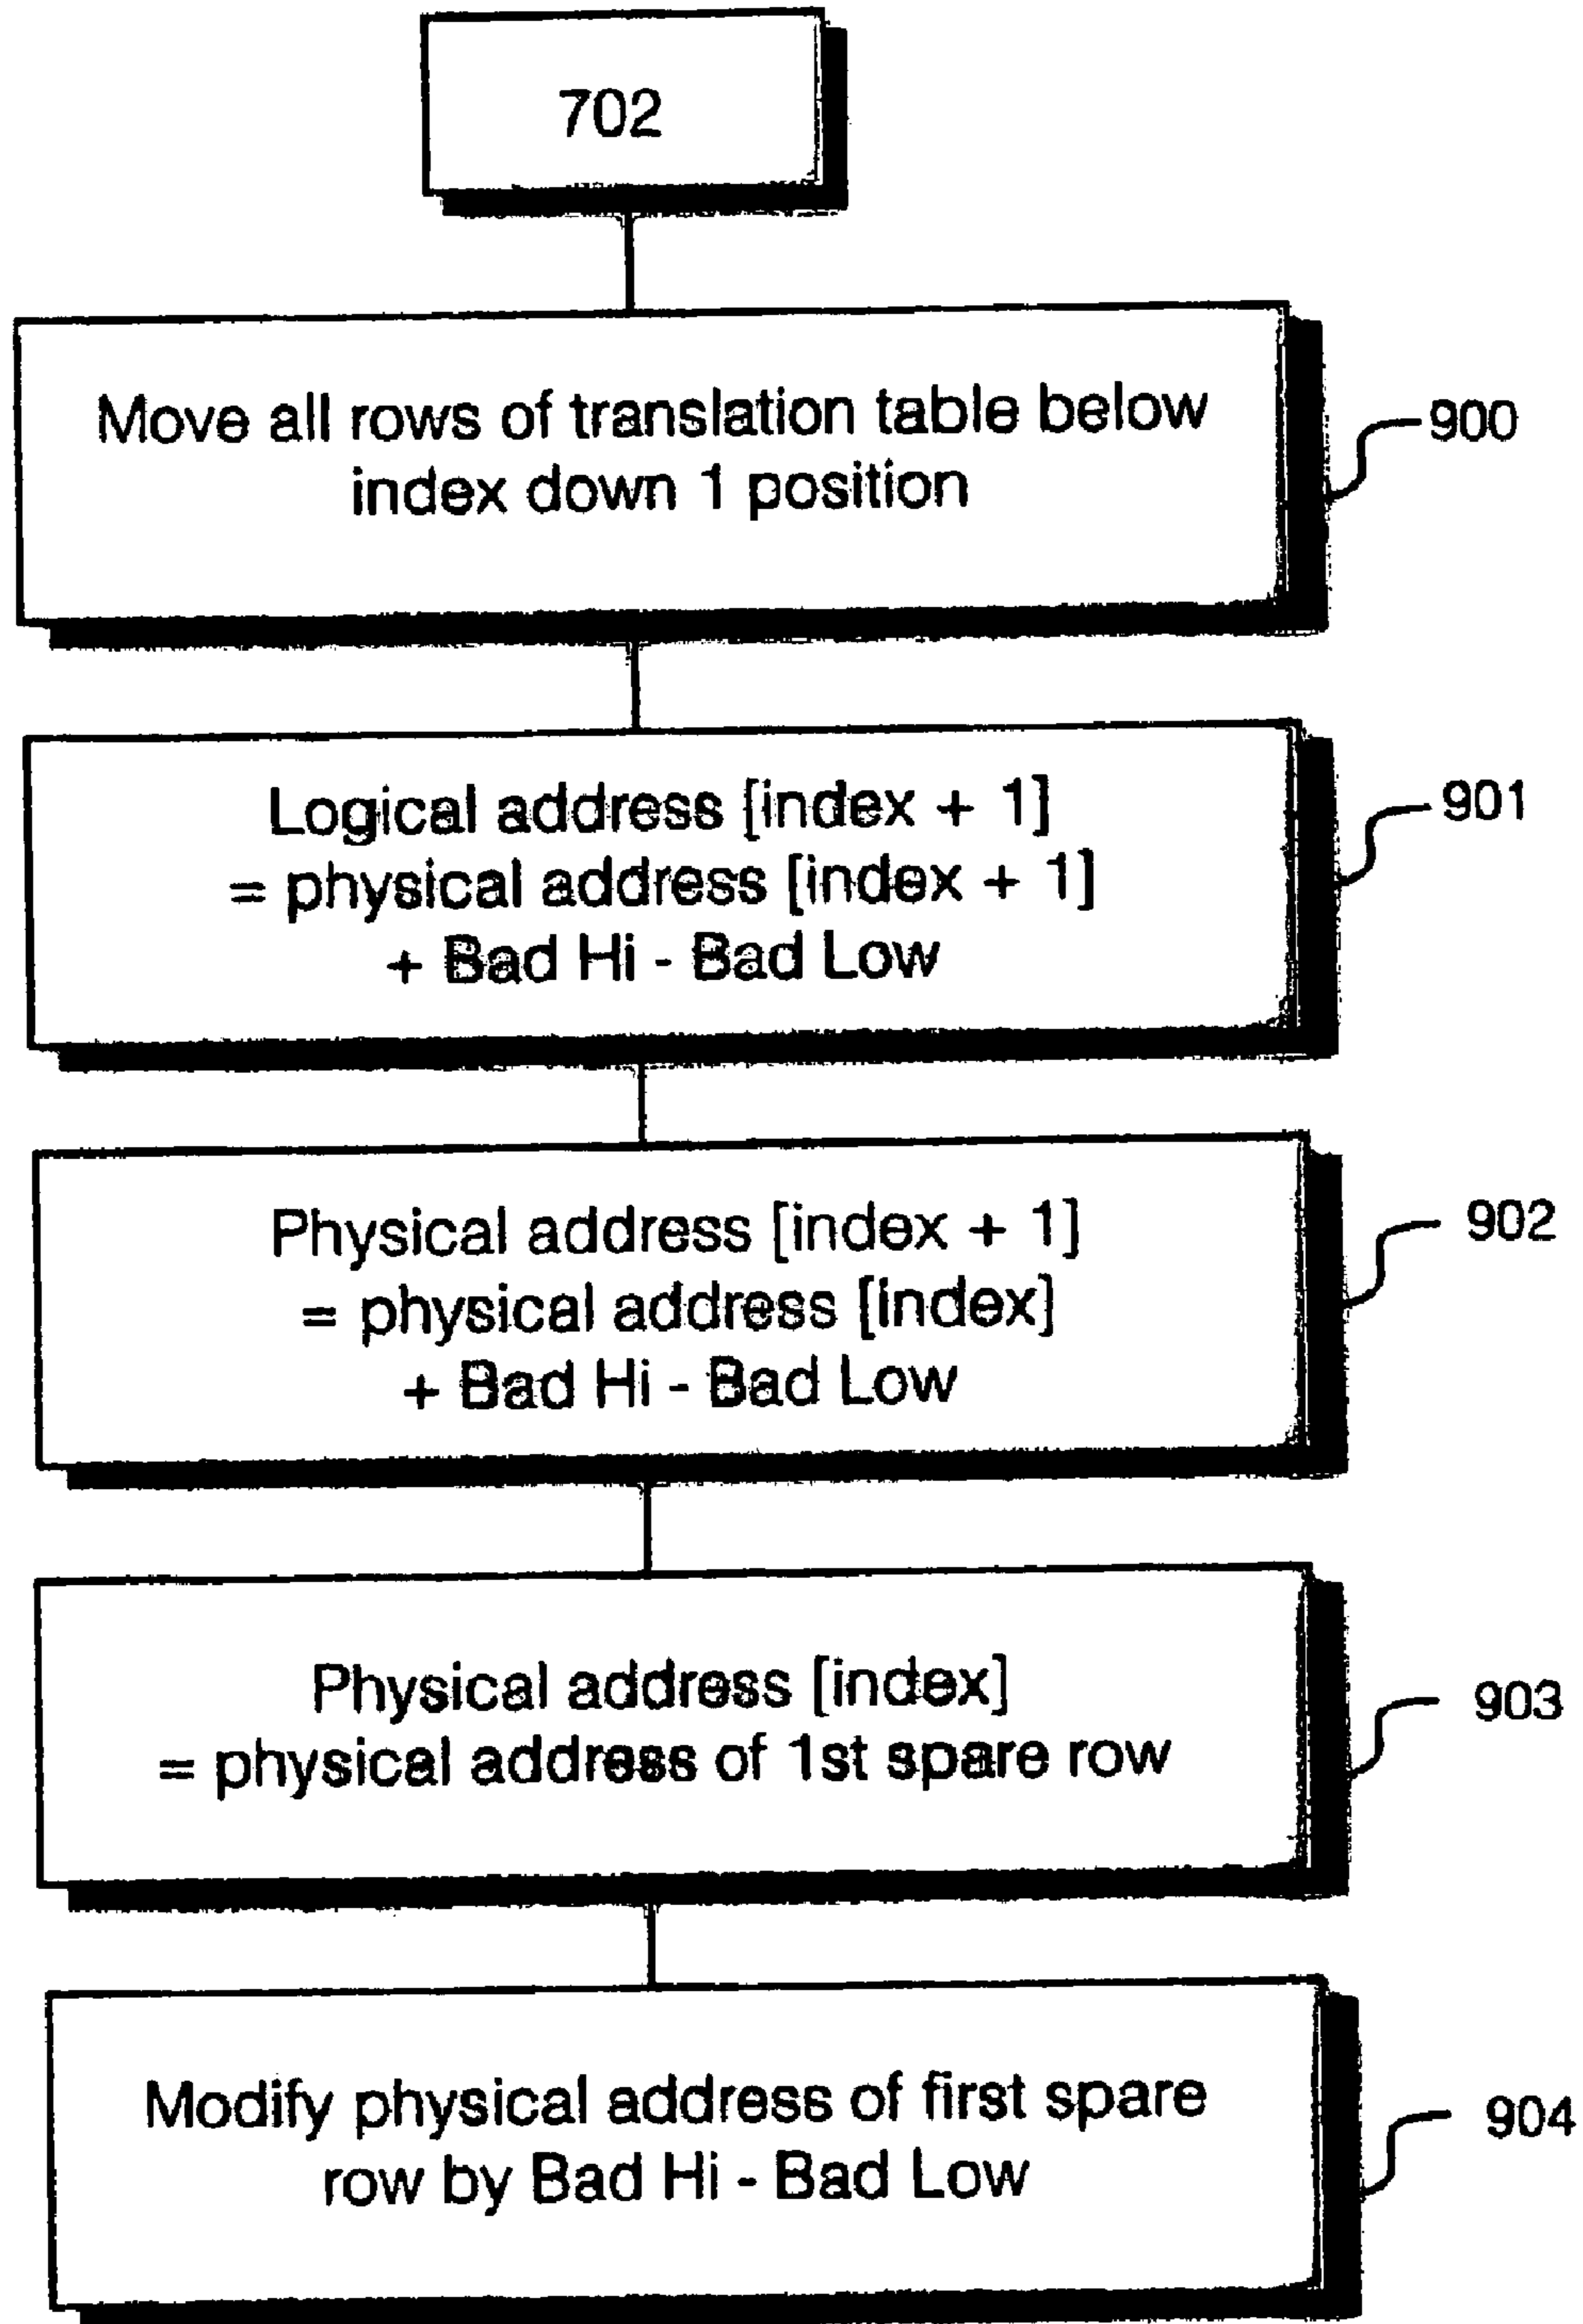 702
Move all rows of translation table below
index down 1 position
900
Logical address [index + 1]
= physical address [index + 1]
+ Bad Hi - Bad Low
901
Physical address [index + 1]
= physical address [index]
+ Bad Hi - Bad Low
902
Physical address [index]
= physical address of 1st spare row
903
Modify physical address of first spare
row by Bad Hi - Bad Low
904